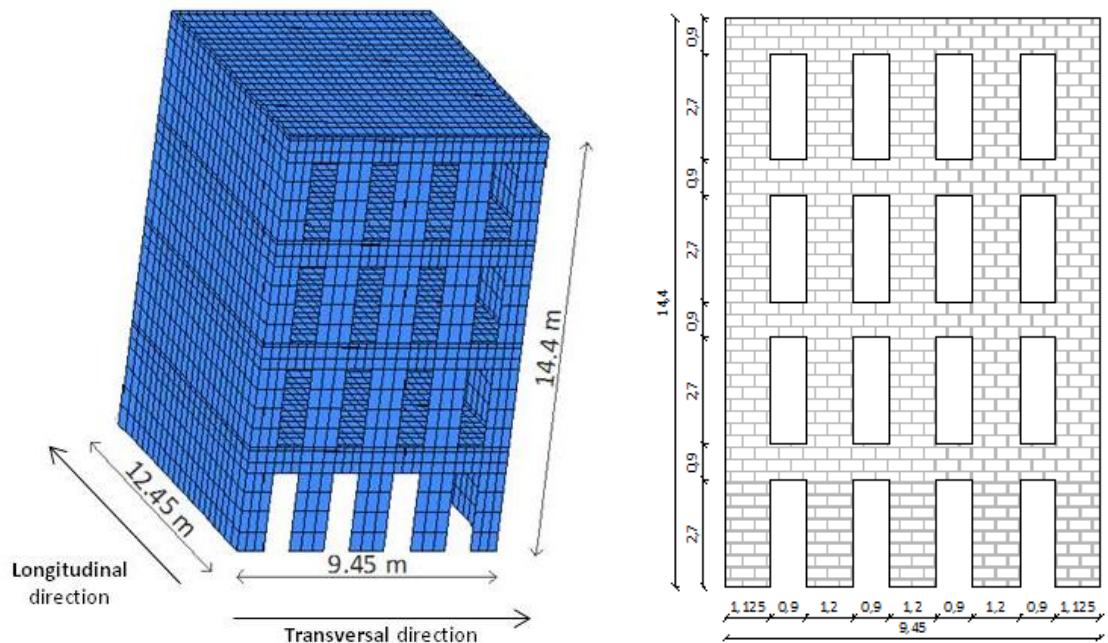 14.4 m
12.45 m
9.45 m
Longitudinal
direction
Transversal direction
0,9
2,7
0,9
2,7
0,9
2,7
0,9
2,7
14,4
1,125 0,9 1,2 0,9 1,2 0,9 1,2 0,9 1,125
9,45